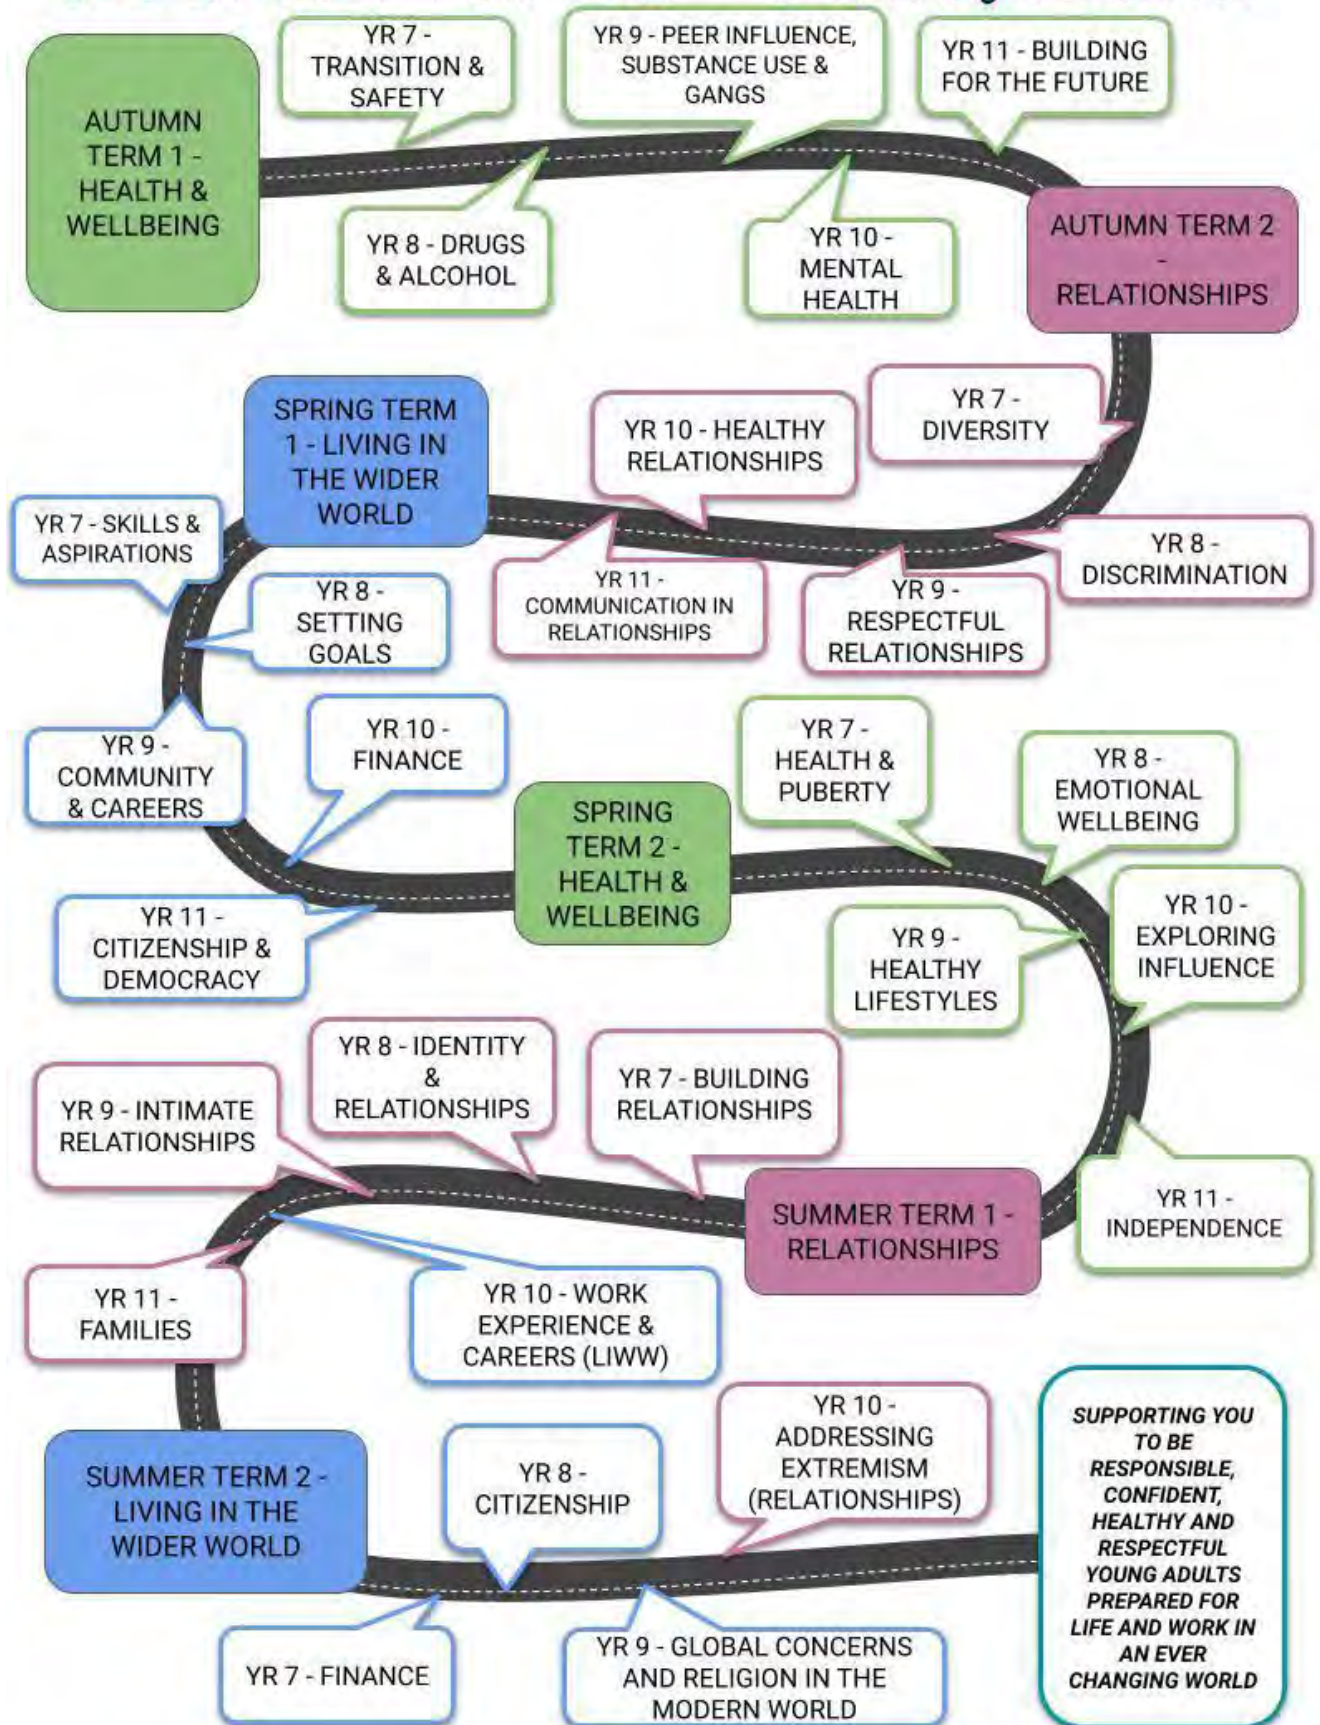 AUTUMN
TERM 1 -
HEALTH &
WELLBEING
YR 7 -
TRANSITION &
SAFETY
YR 8 - DRUGS
& ALCOHOL
YR 9 - PEER INFLUENCE,
SUBSTANCE USE &
GANGS
YR 10 -
MENTAL
HEALTH
YR 11 - BUILDING
FOR THE FUTURE
AUTUMN TERM 2
-
RELATIONSHIPS
YR 7 -
DIVERSITY
YR 8 -
DISCRIMINATION
YR 9 -
RESPECTFUL
RELATIONSHIPS
YR 10 - HEALTHY
RELATIONSHIPS
YR 11 -
COMMUNICATION IN
RELATIONSHIPS
SPRING TERM
1 - LIVING IN
THE WIDER
WORLD
YR 7 - SKILLS &
ASPIRATIONS
YR 8 -
SETTING
GOALS
YR 9 -
COMMUNITY
& CAREERS
YR 10 -
FINANCE
YR 11 -
CITIZENSHIP &
DEMOCRACY
SPRING
TERM 2 -
HEALTH &
WELLBEING
YR 7 -
HEALTH &
PUBERTY
YR 8 -
EMOTIONAL
WELLBEING
YR 9 -
HEALTHY
LIFESTYLES
YR 10 -
EXPLORING
INFLUENCE
YR 11 -
INDEPENDENCE
SUMMER TERM 1 -
RELATIONSHIPS
YR 7 - BUILDING
RELATIONSHIPS
YR 8 - IDENTITY
&
RELATIONSHIPS
YR 9 - INTIMATE
RELATIONSHIPS
YR 10 - WORK
EXPERIENCE &
CAREERS (LIWW)
YR 11 -
FAMILIES
SUMMER TERM 2 -
LIVING IN THE
WIDER WORLD
YR 7 - FINANCE
YR 8 -
CITIZENSHIP
YR 9 - GLOBAL CONCERNS
AND RELIGION IN THE
MODERN WORLD
YR 10 -
ADDRESSING
EXTREMISM
(RELATIONSHIPS)
SUPPORTING YOU
TO BE
RESPONSIBLE,
CONFIDENT,
HEALTHY AND
RESPECTFUL
YOUNG ADULTS
PREPARED FOR
LIFE AND WORK IN
AN EVER
CHANGING WORLD